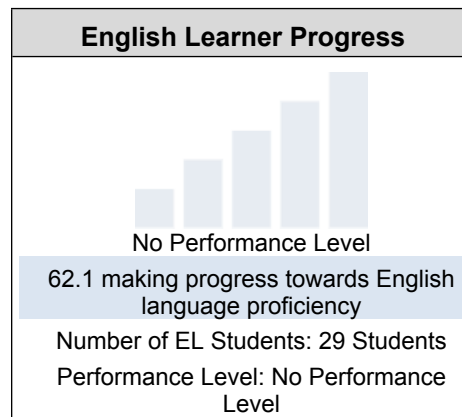 English Learner Progress
No Performance Level
62.1 making progress towards English
language proficiency
Number of EL Students: 29 Students
Performance Level: No Performance
Level